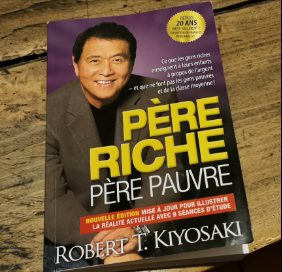 DEPUIS
20 ANS
Ce que les gens riches
enseignent à leurs enfants
à propos de l'argent
– et que ne font pas les gens pauvres
et de la classe moyenne !
PÈRE
RICHE
PÈRE PAUVRE
NOUVELLE ÉDITION MISE À JOUR POUR ILLUSTRER
LA RÉALITÉ ACTUELLE AVEC 9 SÉANCES D'ÉTUDE
ROBERT T. KIYOSAKI